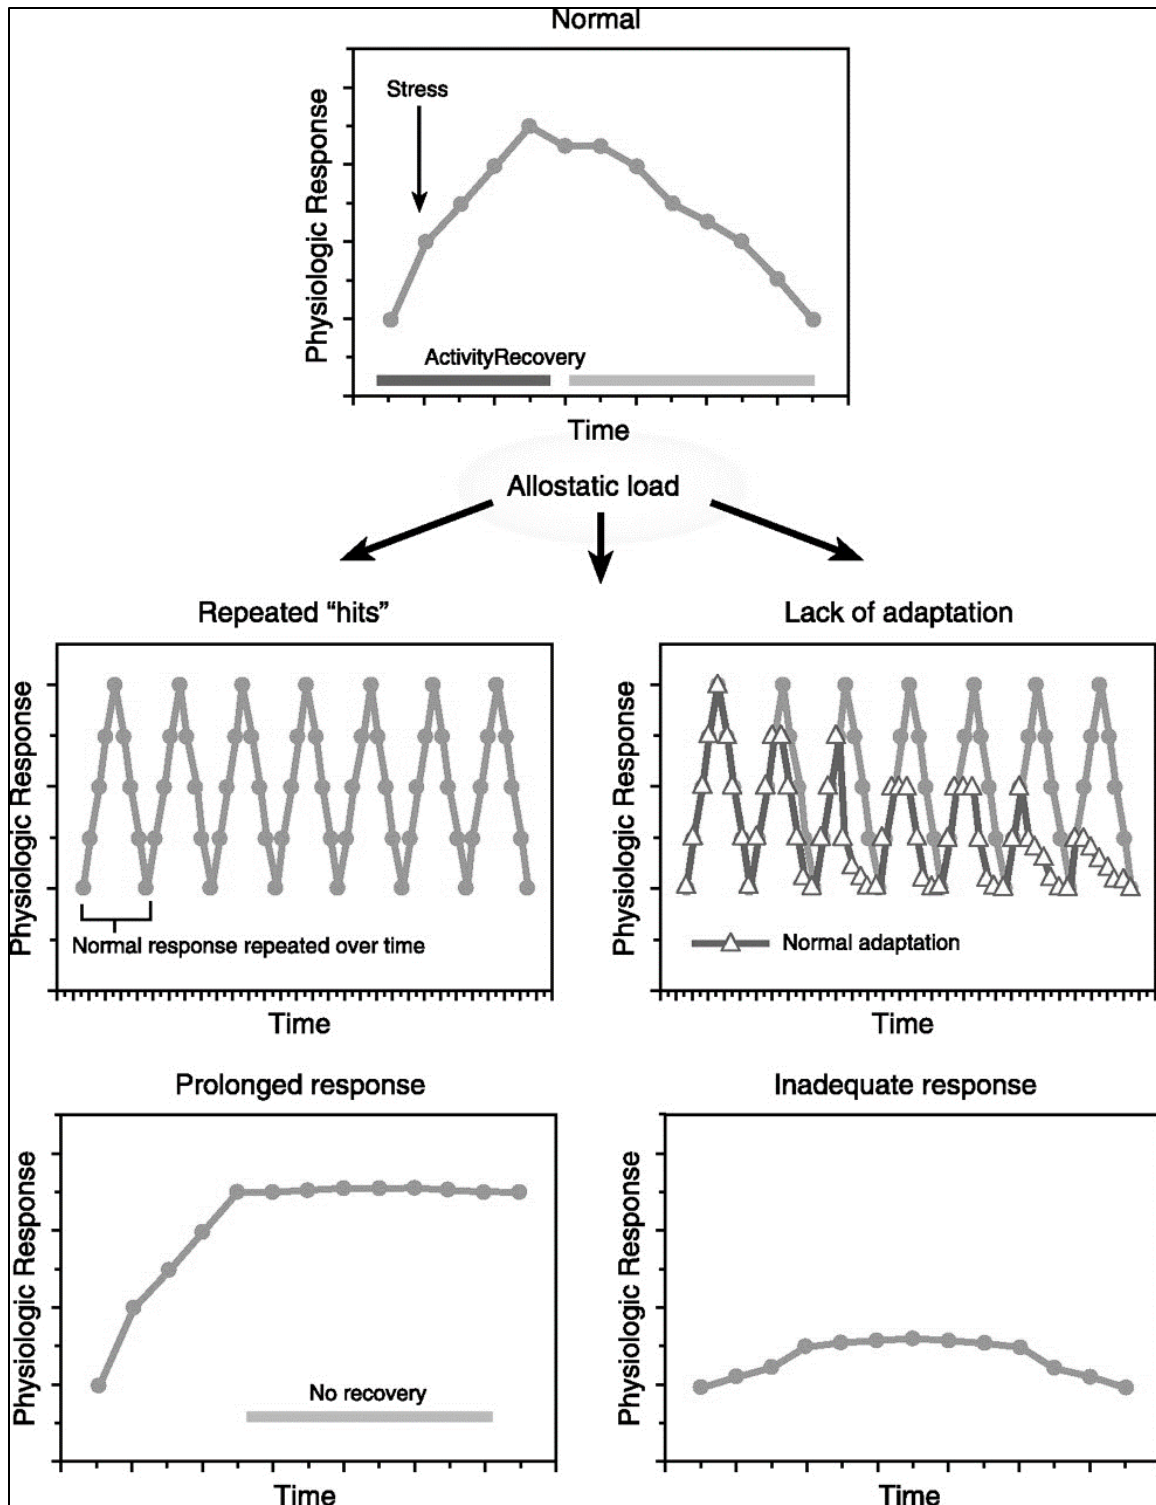 Normal
Stress
Physiologic Response
ActivityRecovery
Time
Allostatic load
Repeated “hits”
Lack of adaptation
Physiologic Response
Normal response repeated over time
Time
Physiologic Response
Normal adaptation
Time
Prolonged response
Inadequate response
Physiologic Response
No recovery
Time
Physiologic Response
Time